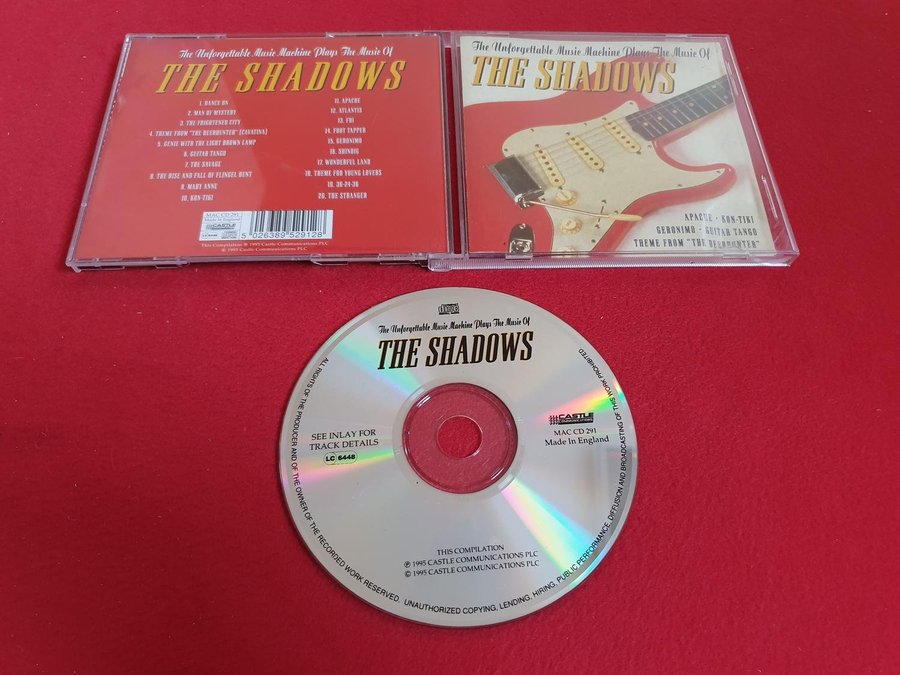 The Unforgettable Music Machine Plays The Music Of
THE SHADOWS
1. DANCE ON
2. MAN OF MYSTERY
3. THE FRIGHTENED CITY
4. THEME FROM "THE DEERHUNTER" (CAVATINA)
5. GENIE WITH THE LIGHT BROWN LAMP
6. GUITAR TANGO
7. THE SAVAGE
8. THE RISE AND FALL OF FLINGEL BUNT
9. MARY ANNE
10. KON-TIKI
11. APACHE
12. ATLANTIS
13. FBI
14. FOOT TAPPER
15. GERONIMO
16. SHINDIG
17. WONDERFUL LAND
18. THEME FOR YOUNG LOVERS
19. 36-24-36
20. THE STRANGER
MAC CD 291
Made in England
CASTLE
5 026389 529128
This Compilation ℗ 1995 Castle Communications PLC
© 1995 Castle Communications PLC
The Unforgettable Music Machine Plays The Music Of
THE SHADOWS
APACHE · KON-TIKI
GERONIMO · GUITAR TANGO
THEME FROM "THE DEERHUNTER"
The Unforgettable Music Machine Plays The Music Of
THE SHADOWS
SEE INLAY FOR
TRACK DETAILS
LC 6448
CASTLE
COMMUNICATIONS
MAC CD 291
Made In England
THIS COMPILATION
℗ 1995 CASTLE COMMUNICATIONS PLC
© 1995 CASTLE COMMUNICATIONS PLC
ALL RIGHTS OF THE PRODUCER AND OF THE OWNER OF THE RECORDED WORK RESERVED. UNAUTHORIZED COPYING, LENDING, HIRING, PUBLIC PERFORMANCE, DIFFUSION AND BROADCASTING OF THIS WORK PROHIBITED